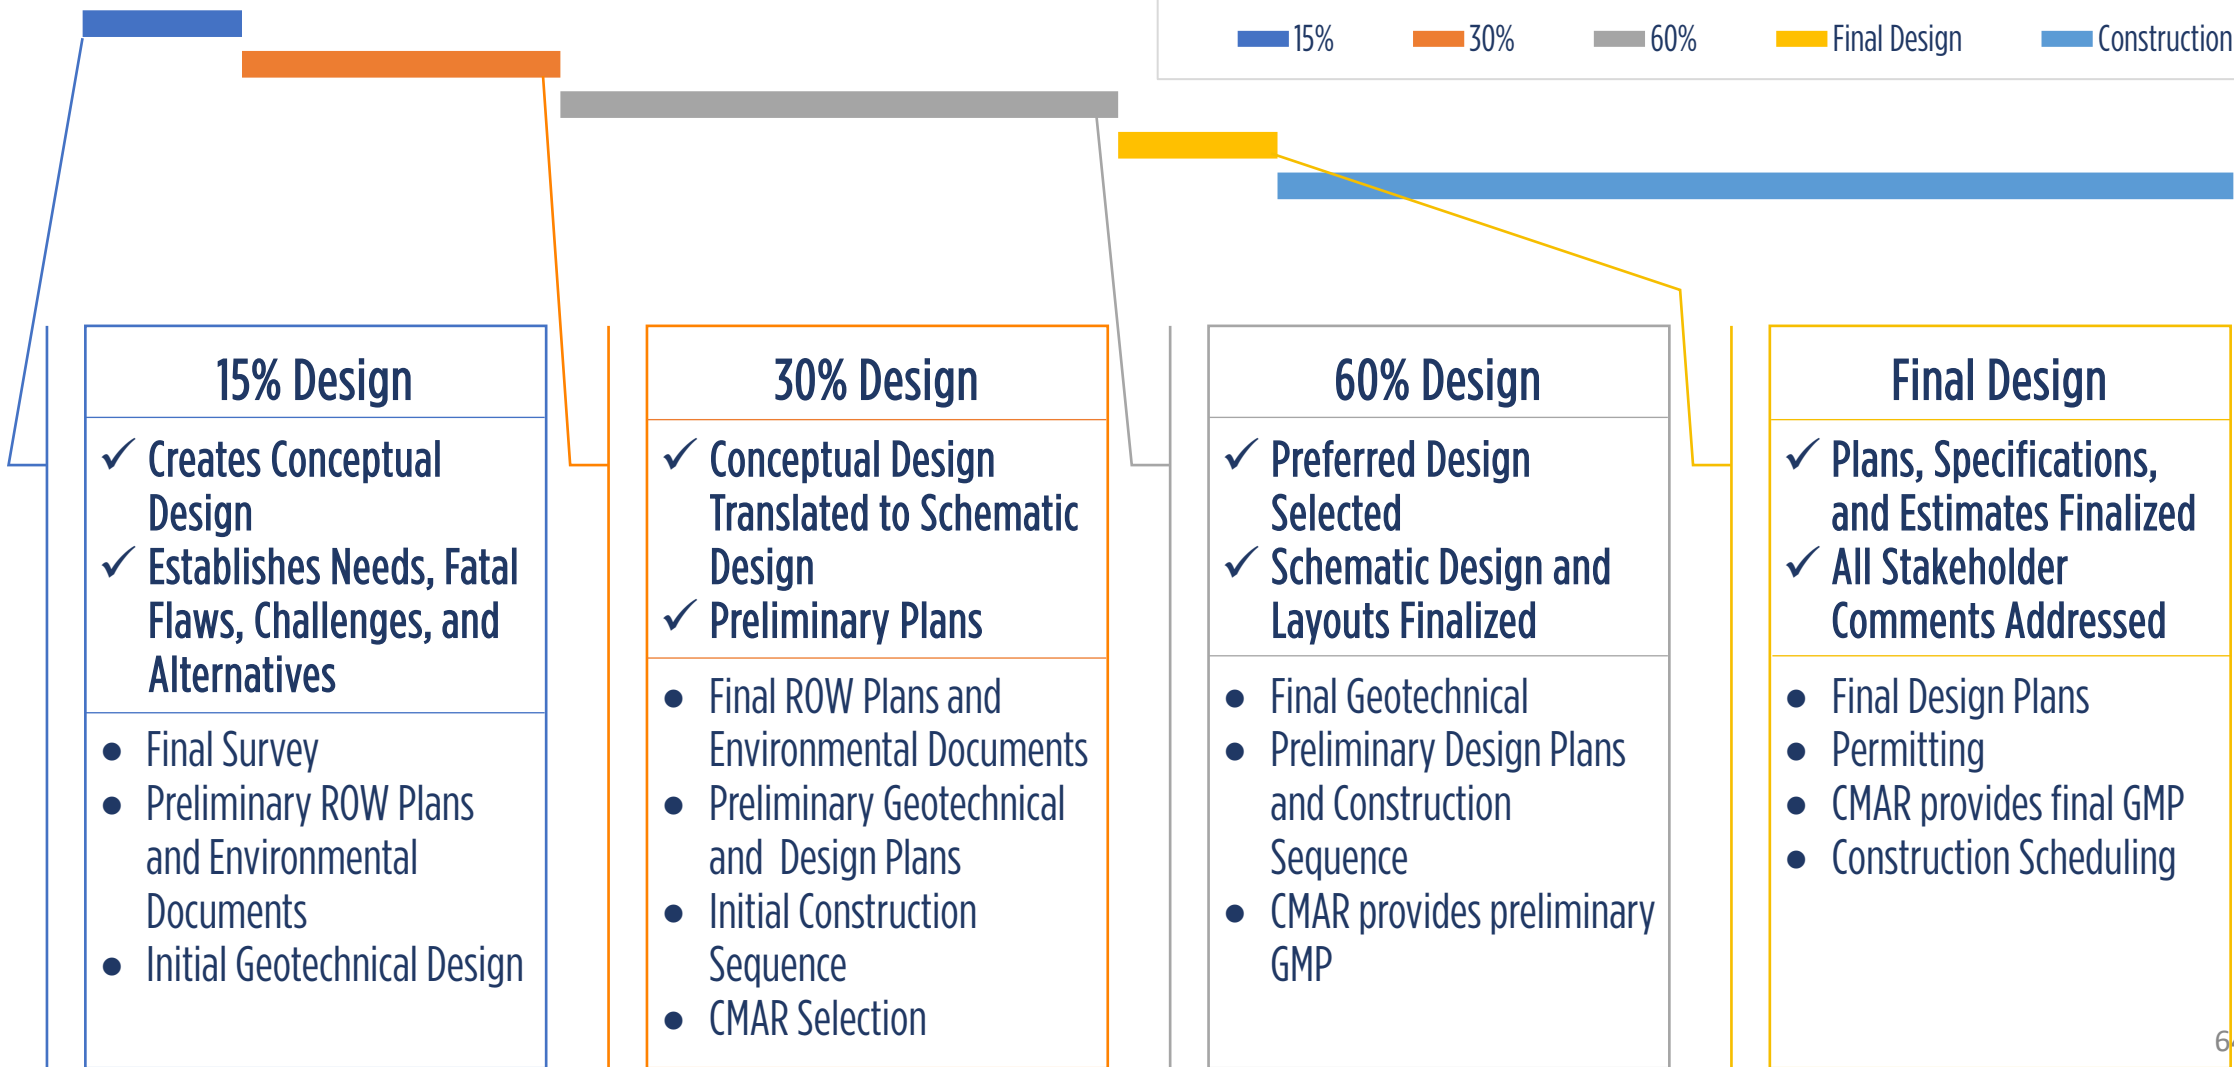 15%
30%
60%
Final Design
Construction
15% Design
✓ Creates Conceptual
Design
✓ Establishes Needs, Fatal
Flaws, Challenges, and
Alternatives
● Final Survey
● Preliminary ROW Plans
and Environmental
Documents
● Initial Geotechnical Design
30% Design
✓ Conceptual Design
Translated to Schematic
Design
✓ Preliminary Plans
● Final ROW Plans and
Environmental Documents
● Preliminary Geotechnical
and Design Plans
● Initial Construction
Sequence
● CMAR Selection
60% Design
✓ Preferred Design
Selected
✓ Schematic Design and
Layouts Finalized
● Final Geotechnical
● Preliminary Design Plans
and Construction
Sequence
● CMAR provides preliminary
GMP
Final Design
✓ Plans, Specifications,
and Estimates Finalized
✓ All Stakeholder
Comments Addressed
● Final Design Plans
● Permitting
● CMAR provides final GMP
● Construction Scheduling